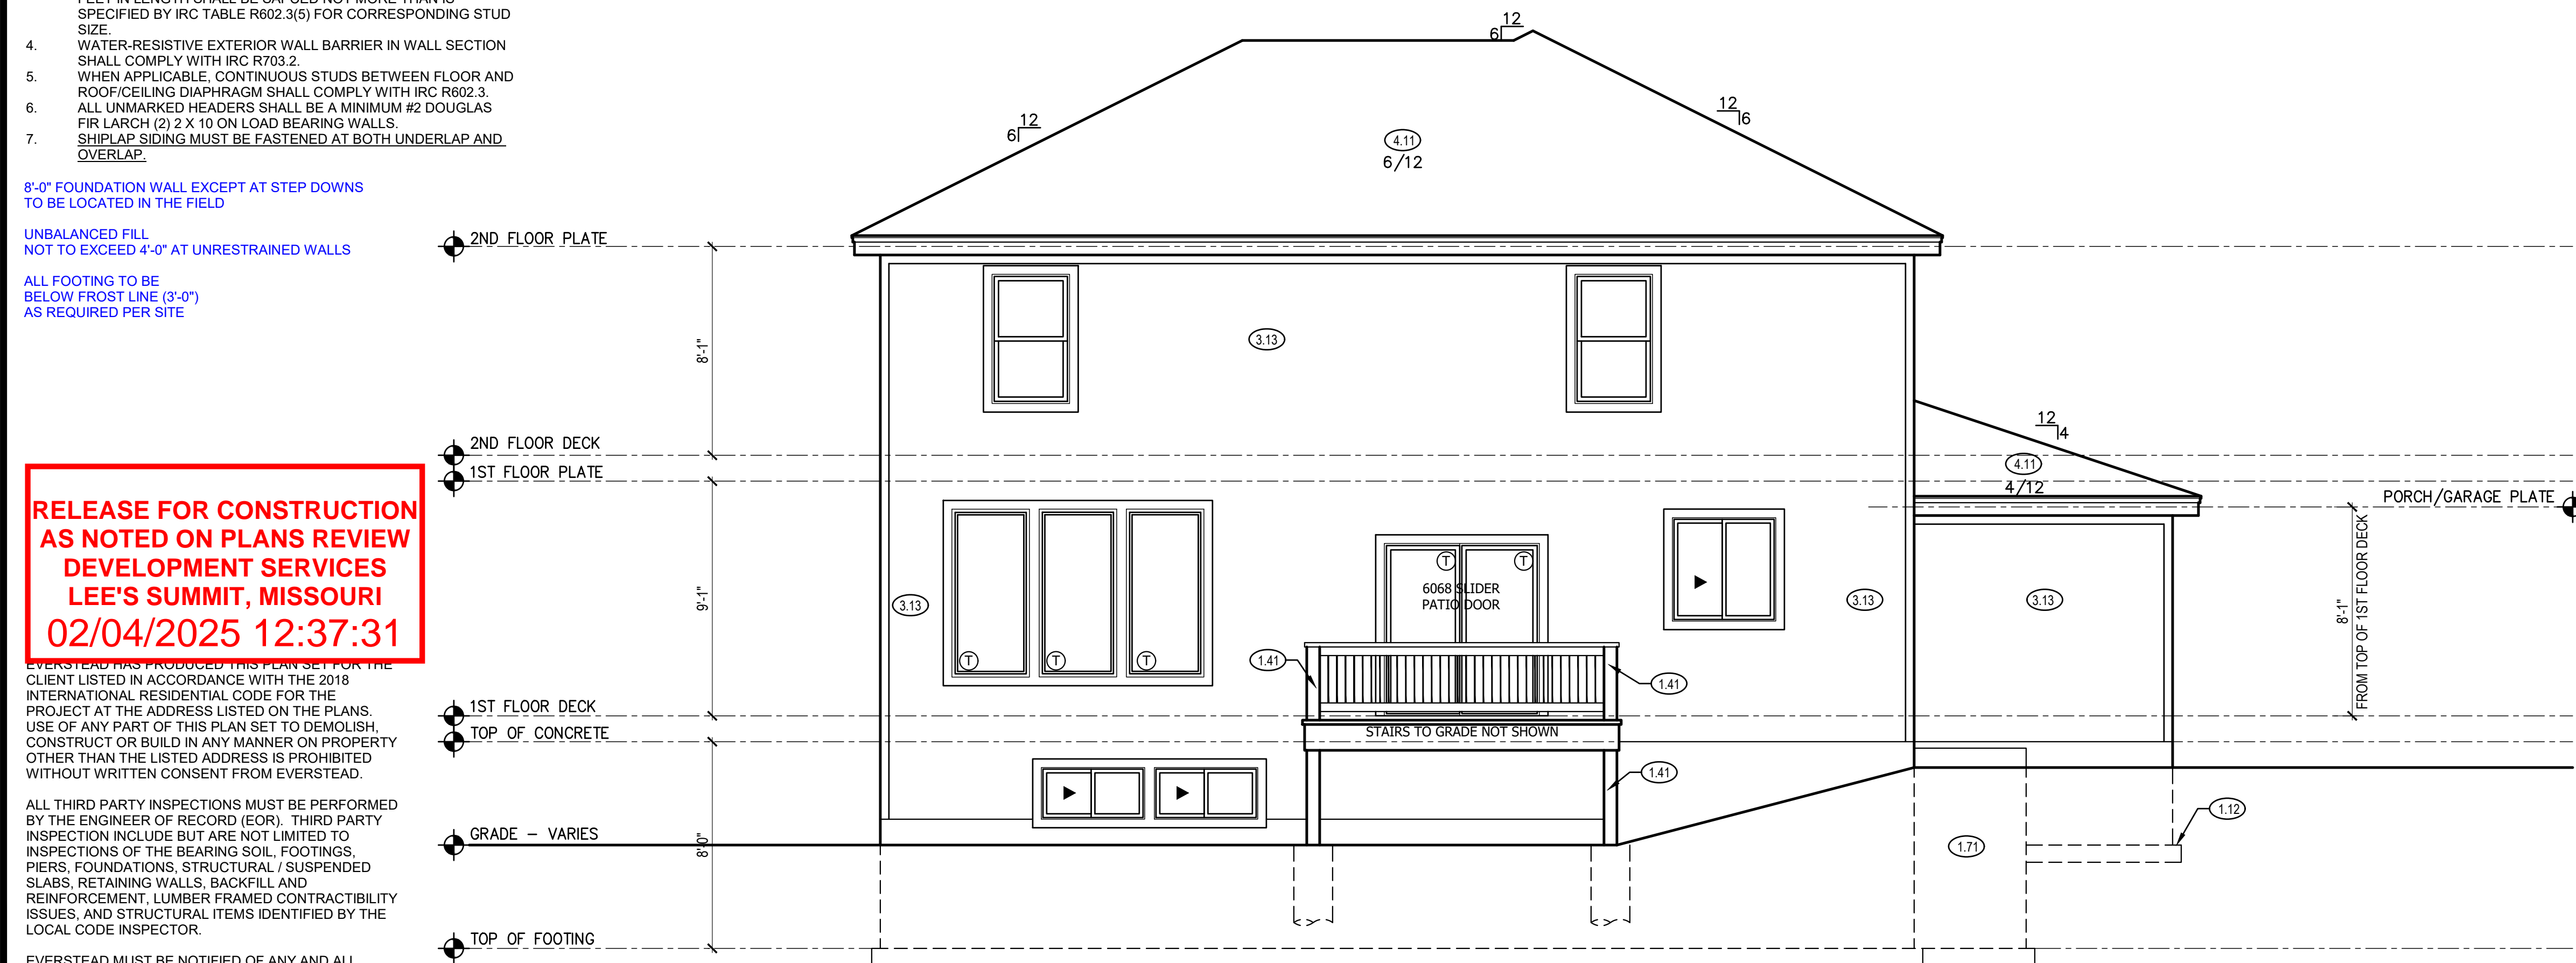 SPECIFIED BY IRC TABLE R602.3(5) FOR CORRESPONDING STUD
SIZE.
4. WATER-RESISTIVE EXTERIOR WALL BARRIER IN WALL SECTION
SHALL COMPLY WITH IRC R703.2.
5. WHEN APPLICABLE, CONTINUOUS STUDS BETWEEN FLOOR AND
ROOF/CEILING DIAPHRAGM SHALL COMPLY WITH IRC R602.3.
6. ALL UNMARKED HEADERS SHALL BE A MINIMUM #2 DOUGLAS
FIR LARCH (2) 2 X 10 ON LOAD BEARING WALLS.
7. SHIPLAP SIDING MUST BE FASTENED AT BOTH UNDERLAP AND
OVERLAP.
8'-0" FOUNDATION WALL EXCEPT AT STEP DOWNS
TO BE LOCATED IN THE FIELD
UNBALANCED FILL
NOT TO EXCEED 4'-0" AT UNRESTRAINED WALLS
ALL FOOTING TO BE
BELOW FROST LINE (3'-0")
AS REQUIRED PER SITE
RELEASE FOR CONSTRUCTION
AS NOTED ON PLANS REVIEW
DEVELOPMENT SERVICES
LEE'S SUMMIT, MISSOURI
02/04/2025 12:37:31
EVERSTEAD HAS PRODUCED THIS PLAN SET FOR THE
CLIENT LISTED IN ACCORDANCE WITH THE 2018
INTERNATIONAL RESIDENTIAL CODE FOR THE
PROJECT AT THE ADDRESS LISTED ON THE PLANS.
USE OF ANY PART OF THIS PLAN SET TO DEMOLISH,
CONSTRUCT OR BUILD IN ANY MANNER ON PROPERTY
OTHER THAN THE LISTED ADDRESS IS PROHIBITED
WITHOUT WRITTEN CONSENT FROM EVERSTEAD.
ALL THIRD PARTY INSPECTIONS MUST BE PERFORMED
BY THE ENGINEER OF RECORD (EOR). THIRD PARTY
INSPECTION INCLUDE BUT ARE NOT LIMITED TO
INSPECTIONS OF THE BEARING SOIL, FOOTINGS,
PIERS, FOUNDATIONS, STRUCTURAL / SUSPENDED
SLABS, RETAINING WALLS, BACKFILL AND
REINFORCEMENT, LUMBER FRAMED CONTRACTIBILITY
ISSUES, AND STRUCTURAL ITEMS IDENTIFIED BY THE
LOCAL CODE INSPECTOR.
EVERSTEAD MUST BE NOTIFIED OF ANY AND ALL
12
6
12
6
12
6
4.11
6/12
2ND FLOOR PLATE
8'-1"
3.13
2ND FLOOR DECK
1ST FLOOR PLATE
12
4
4.11
4/12
PORCH/GARAGE PLATE
9'-1"
3.13
T
T
T
T
T
6068 SLIDER
PATIO DOOR
3.13
3.13
8'-1"
FROM TOP OF 1ST FLOOR DECK
1.41
1.41
1ST FLOOR DECK
TOP OF CONCRETE
STAIRS TO GRADE NOT SHOWN
1.41
GRADE - VARIES
8'-0"
1.12
1.71
TOP OF FOOTING